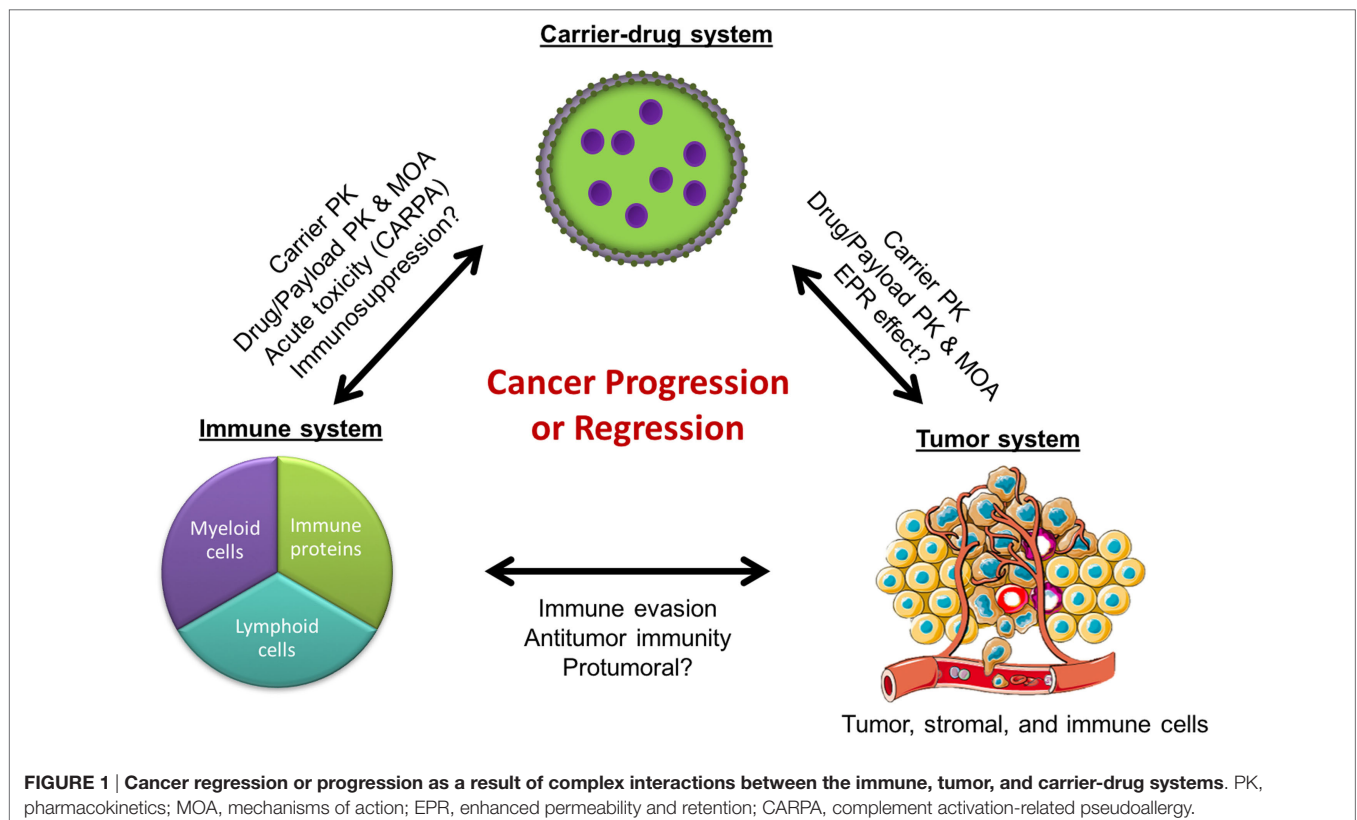 Carrier-drug system
Carrier PK
Drug/Payload PK & MOA
Acute toxicity (CARPA)
Immunosuppression?
Carrier PK
Drug/Payload PK & MOA
EPR effect?
Cancer Progression
or Regression
Immune system
Tumor system
Myeloid
cells
Immune
proteins
Lymphoid
cells
Immune evasion
Antitumor immunity
Protumoral?
Tumor, stromal, and immune cells
FIGURE 1 | Cancer regression or progression as a result of complex interactions between the immune, tumor, and carrier-drug systems. PK,
pharmacokinetics; MOA, mechanisms of action; EPR, enhanced permeability and retention; CARPA, complement activation-related pseudoallergy.